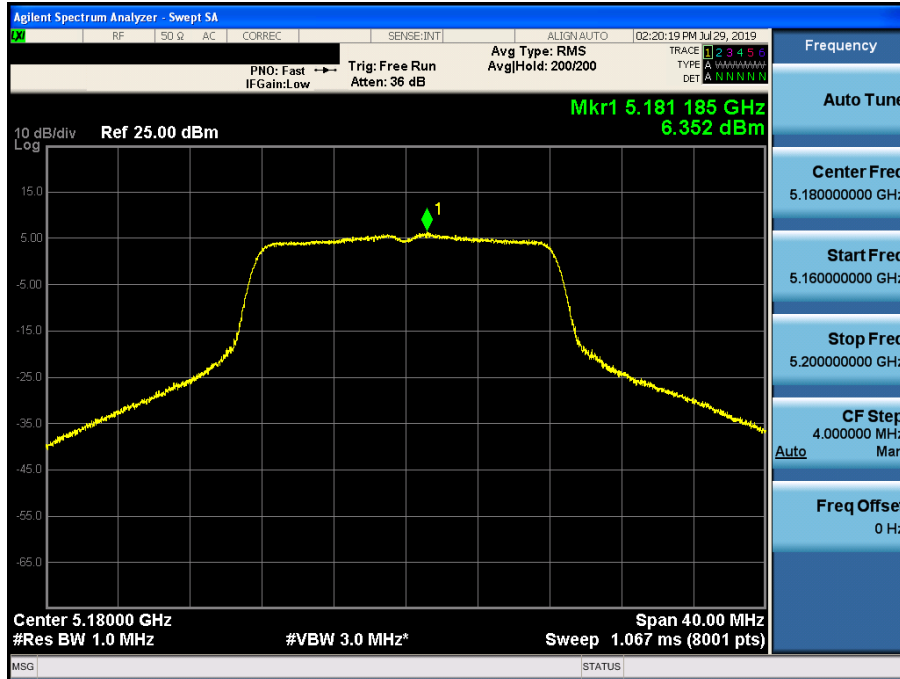 Agilent Spectrum Analyzer - Swept SA
LXI RF 50 Ω AC CORREC SENSE:INT ALIGNAUTO 02:20:19 PM Jul 29, 2019
PNO: Fast
IFGain:Low
Trig: Free Run
Atten: 36 dB
Avg Type: RMS
Avg|Hold: 200/200
TRACE 1 2 3 4 5 6
TYPE A WWWWW
DET A N N N N N
Mkr1 5.181 185 GHz
6.352 dBm
10 dB/div Ref 25.00 dBm
Log
15.0
5.00
-5.00
-15.0
-25.0
-35.0
-45.0
-55.0
-65.0
1
Center 5.18000 GHz Span 40.00 MHz
#Res BW 1.0 MHz #VBW 3.0 MHz* Sweep 1.067 ms (8001 pts)
MSG STATUS
Frequency
Auto Tune
Center Freq
5.180000000 GHz
Start Freq
5.160000000 GHz
Stop Freq
5.200000000 GHz
CF Step
4.000000 MHz
Auto Man
Freq Offset
0 Hz